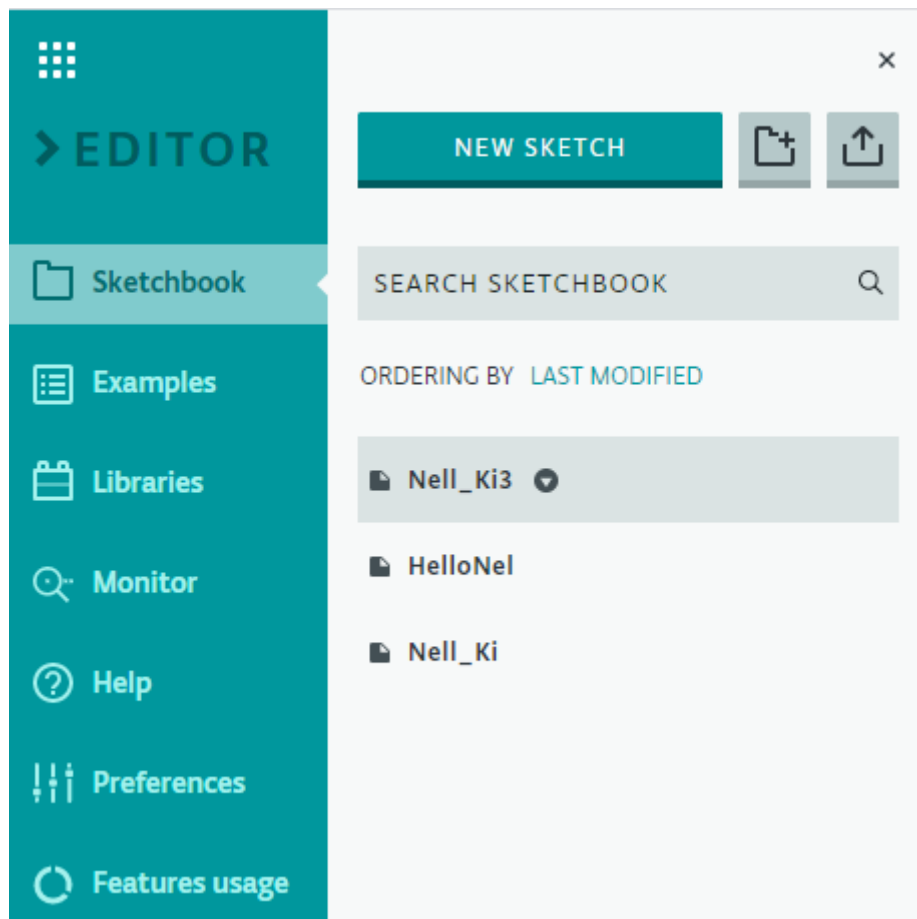 EDITOR
Sketchbook
Examples
Libraries
Monitor
Help
Preferences
Features usage
NEW SKETCH
SEARCH SKETCHBOOK
ORDERING BY LAST MODIFIED
Nell_Ki3
HelloNel
Nell_Ki